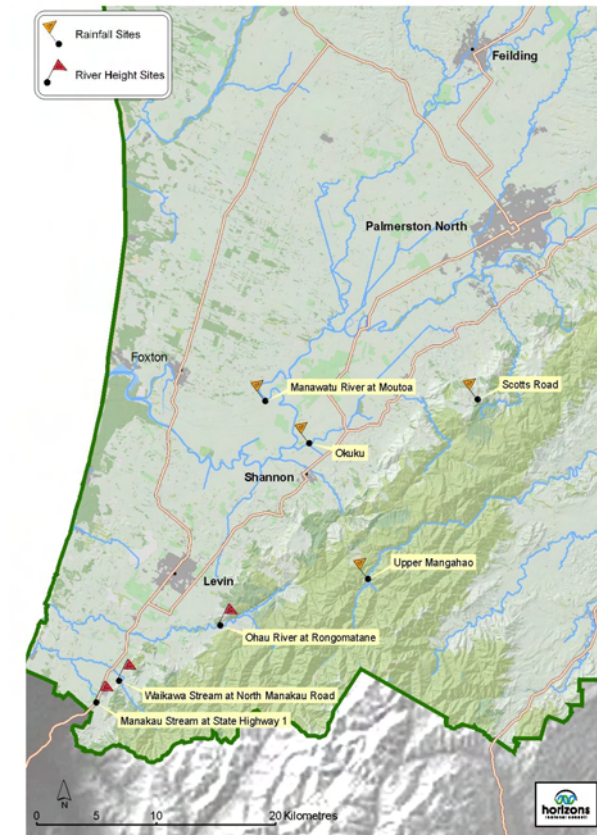 Rainfall Sites
River Height Sites
Feilding
Palmerston North
Foxton
Manawatu River at Moutoa
Scotts Road
Okuku
Shannon
Upper Mangahao
Levin
Ohau River at Rongomatane
Waikawa Stream at North Manakau Road
Manakau Stream at State Highway 1
N
0 5 10 20 Kilometres
horizons
regional council